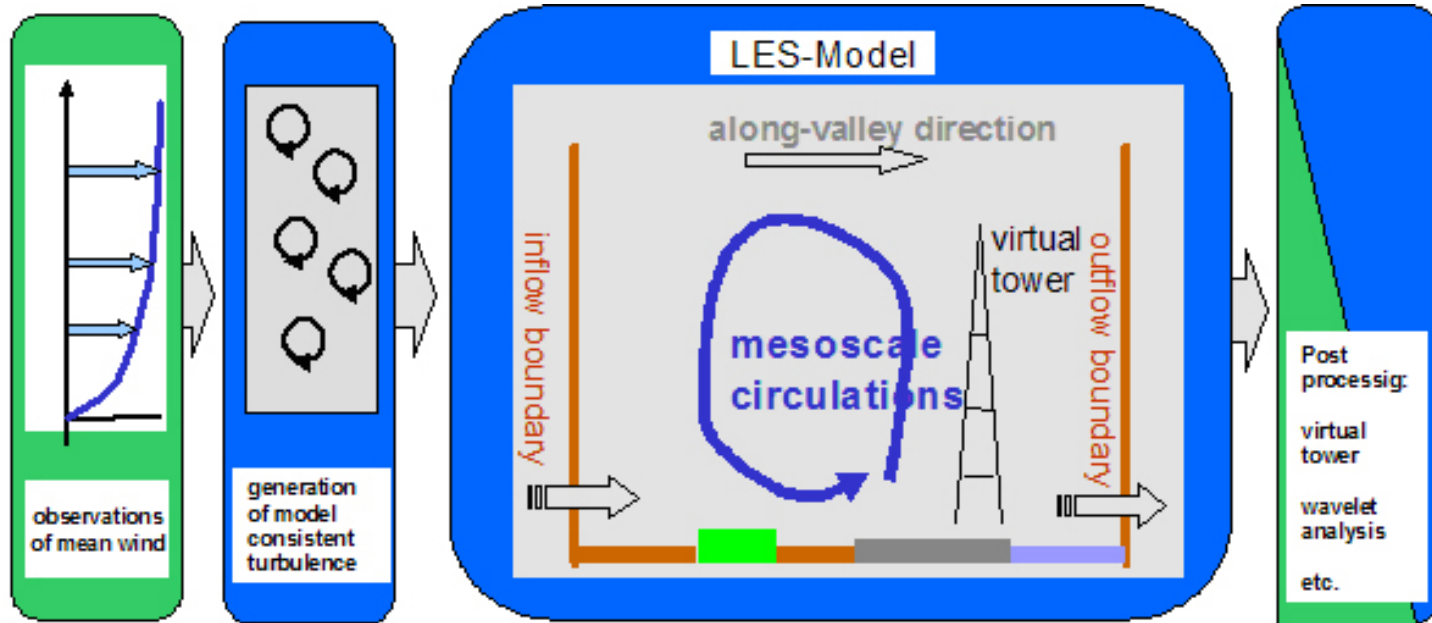 observations
of mean wind
generation
of model
consistent
turbulence
LES-Model
along-valley direction
inflow boundary
mesoscale
circulations
virtual
tower
outflow boundary
Post
processig:
virtual
tower
wavelet
analysis
etc.